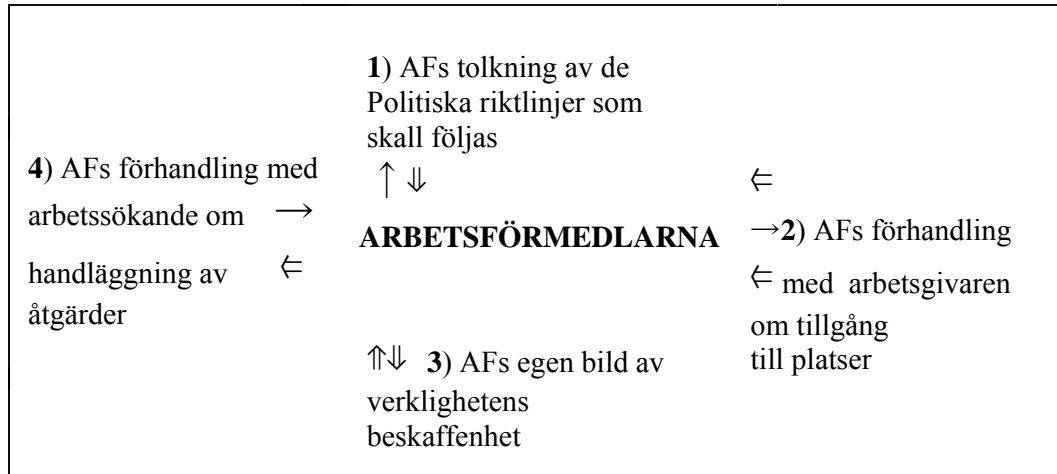 1) AFs tolkning av de
Politiska riktlinjer som
skall följas
↑ ⇓
4) AFs förhandling med
arbetssökande om →
handläggning av ⇐
åtgärder
ARBETSFÖRMEDLARNA
⇐
→2) AFs förhandling
⇐ med arbetsgivaren
om tillgång
till platser
⇑⇓ 3) AFs egen bild av
verklighetens
beskaffenhet